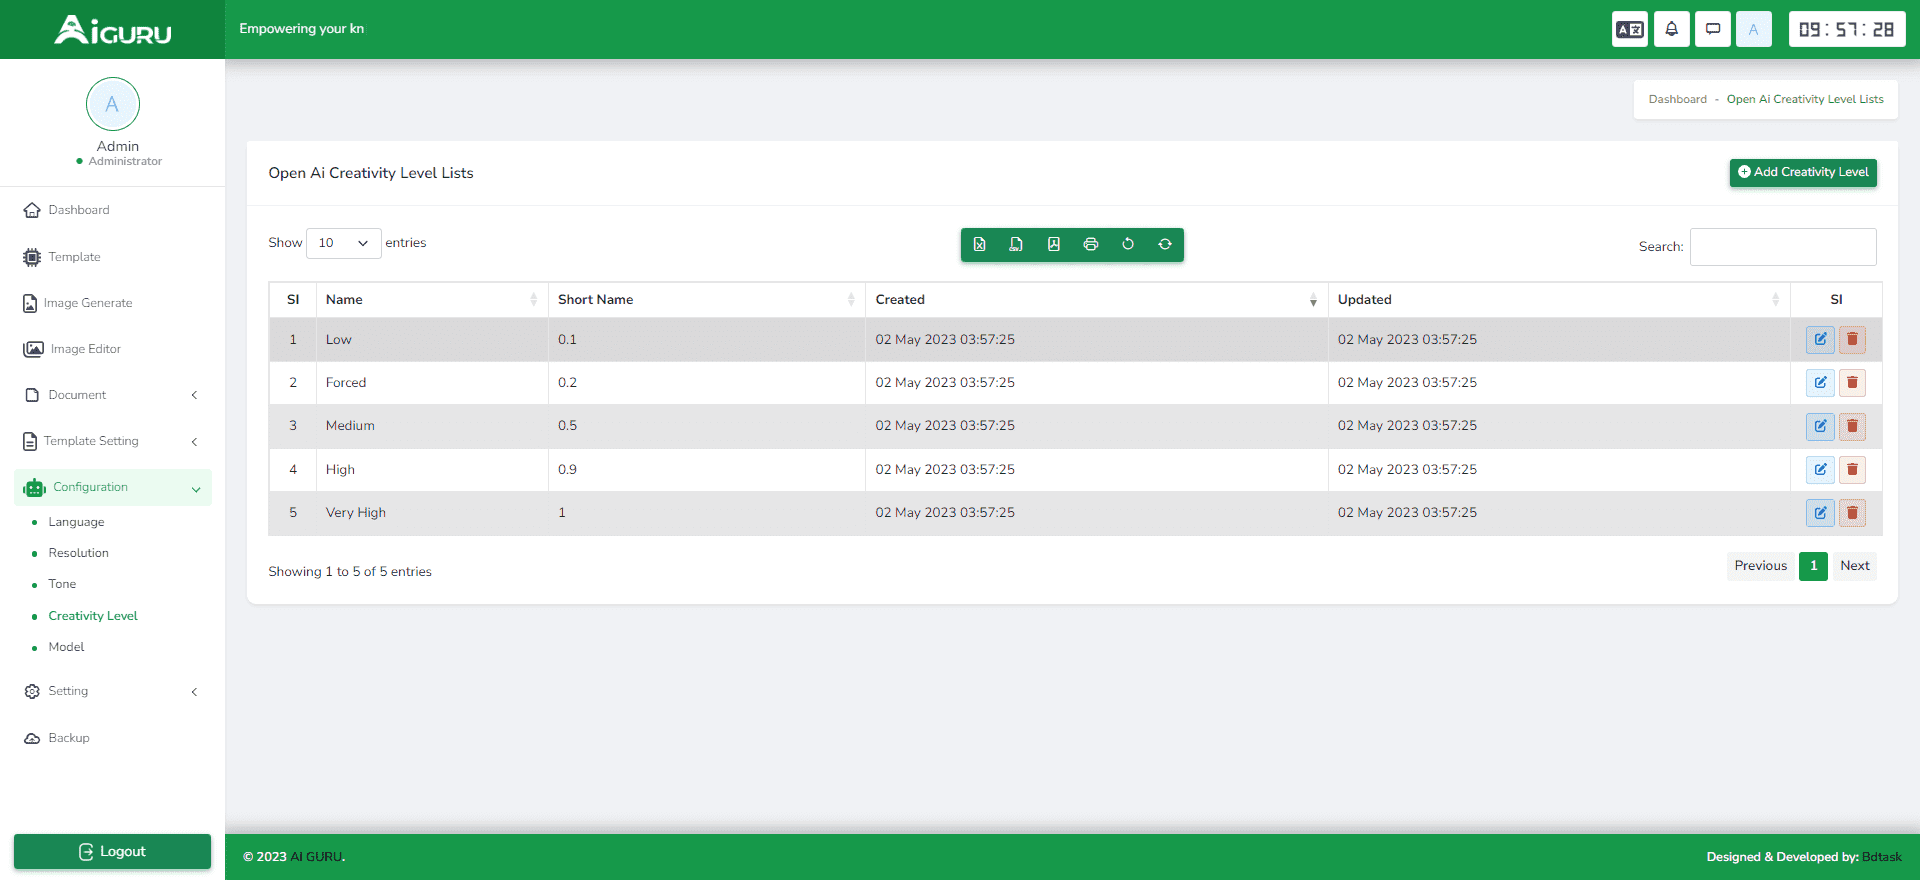 AiGURU
Empowering your kn
A
09:57:28
A
Admin
Administrator
Dashboard
Template
Image Generate
Image Editor
Document
Template Setting
Configuration
Language
Resolution
Tone
Creativity Level
Model
Setting
Backup
Logout
Dashboard - Open Ai Creativity Level Lists
Open Ai Creativity Level Lists
Add Creativity Level
Show 10 entries
Search:
SI Name Short Name Created Updated SI
1 Low 0.1 02 May 2023 03:57:25 02 May 2023 03:57:25
2 Forced 0.2 02 May 2023 03:57:25 02 May 2023 03:57:25
3 Medium 0.5 02 May 2023 03:57:25 02 May 2023 03:57:25
4 High 0.9 02 May 2023 03:57:25 02 May 2023 03:57:25
5 Very High 1 02 May 2023 03:57:25 02 May 2023 03:57:25
Showing 1 to 5 of 5 entries
Previous 1 Next
© 2023 AI GURU.
Designed & Developed by: Bdtask